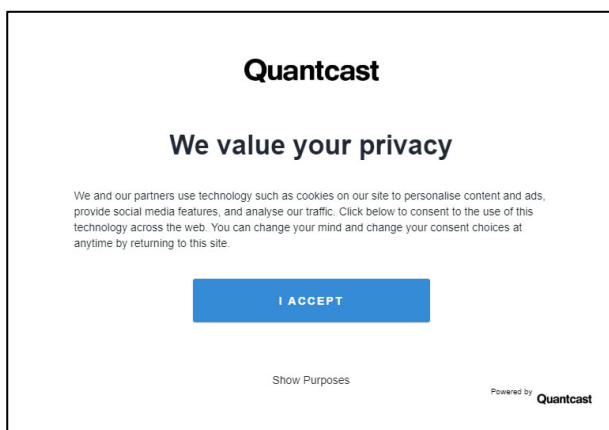 Quantcast
We value your privacy
We and our partners use technology such as cookies on our site to personalise content and ads,
provide social media features, and analyse our traffic. Click below to consent to the use of this
technology across the web. You can change your mind and change your consent choices at
anytime by returning to this site.
I ACCEPT
Show Purposes
Powered by Quantcast